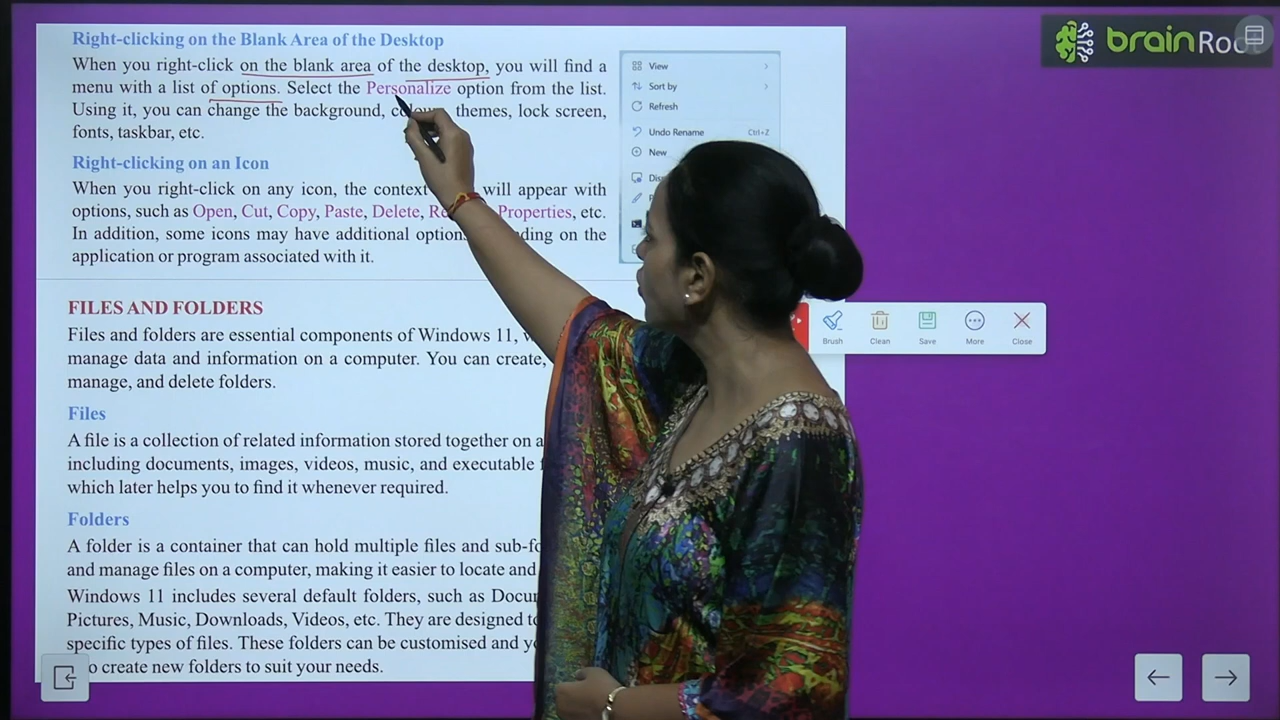 Right-clicking on the Blank Area of the Desktop
When you right-click on the blank area of the desktop, you will find a
menu with a list of options. Select the Personalize option from the list.
Using it, you can change the background, themes, lock screen,
fonts, taskbar, etc.
Right-clicking on an Icon
When you right-click on any icon, the context will appear with
options, such as Open, Cut, Copy, Paste, Delete, Properties, etc.
In addition, some icons may have additional on the
application or program associated with it.
FILES AND FOLDERS
Files and folders are essential components of Windows 11,
manage data and information on a computer. You can create,
manage, and delete folders.
Files
A file is a collection of related information stored together on a
including documents, images, videos, music, and executable
which later helps you to find it whenever required.
Folders
A folder is a container that can hold multiple files and
and manage files on a computer, making it easier to locate and
Windows 11 includes several default folders, such as
Pictures, Music, Downloads, Videos, etc. They are designed
specific types of files. These folders can be customised and
create new folders to suit your needs.
View
Sort by
Refresh
Undo Rename Ctrl+Z
New
brain
Brush Clean Save More Close